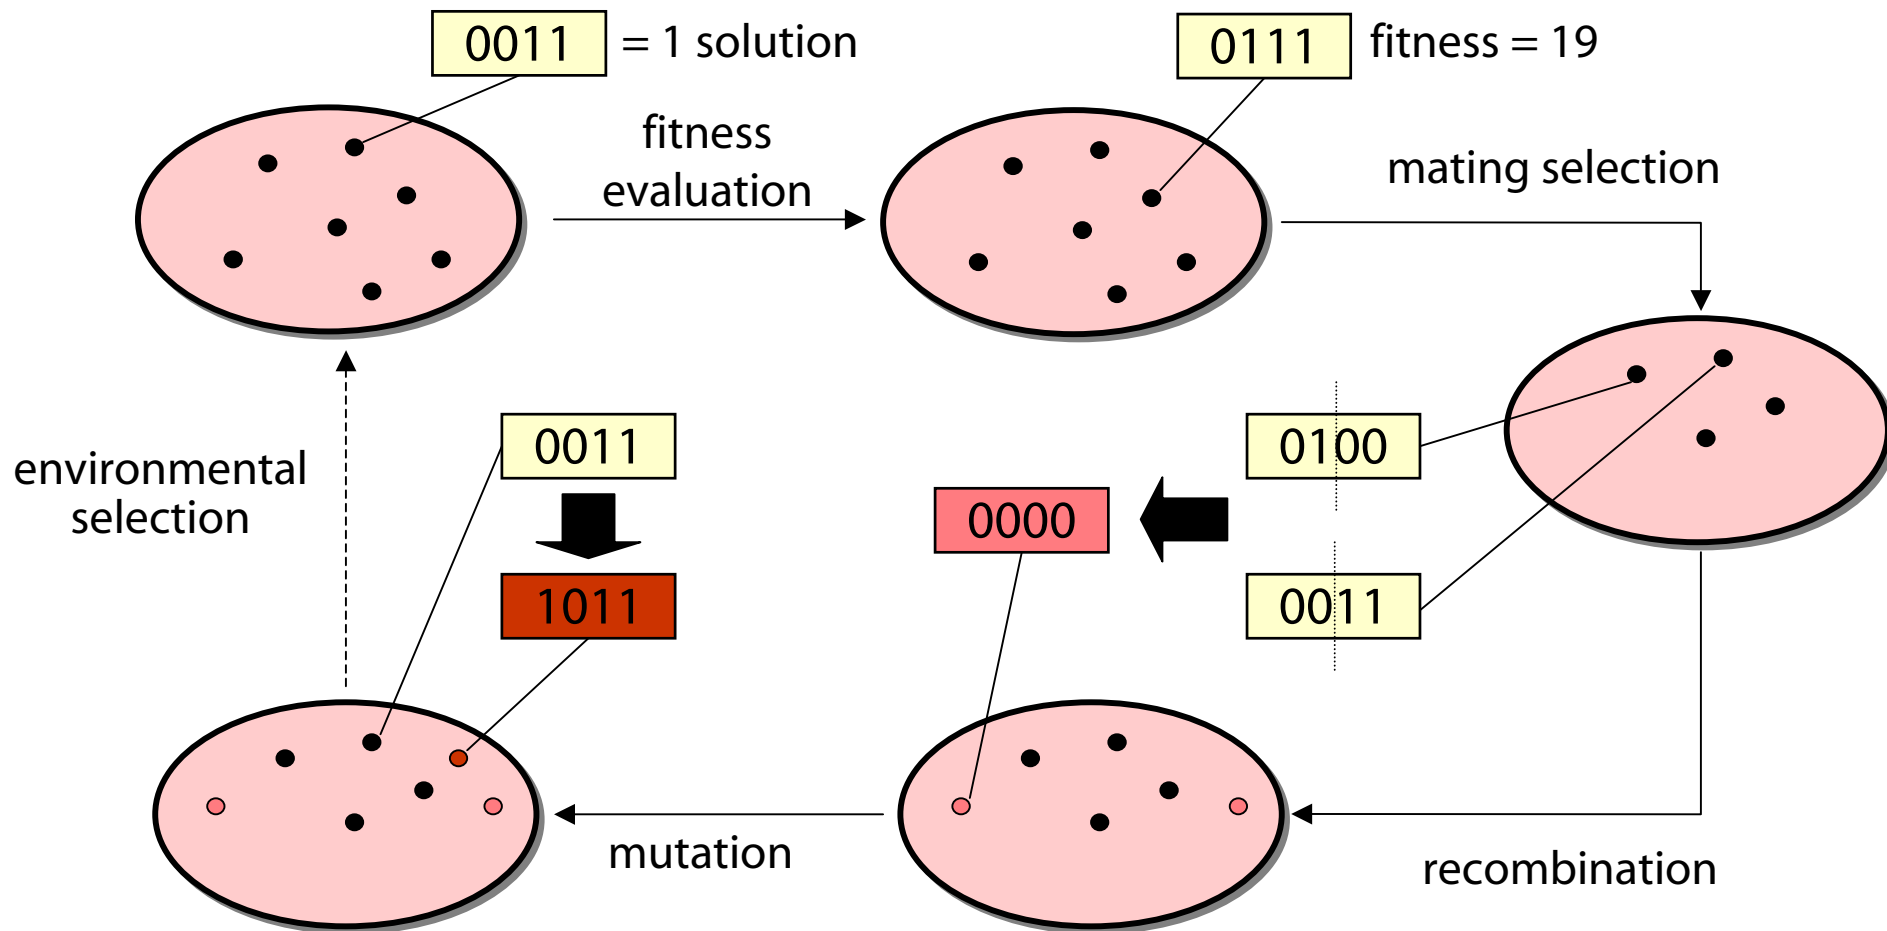 0011 = 1 solution
0111 fitness = 19
fitness
evaluation
mating selection
0011
0100
environmental
selection
0000
1011
0011
mutation
recombination